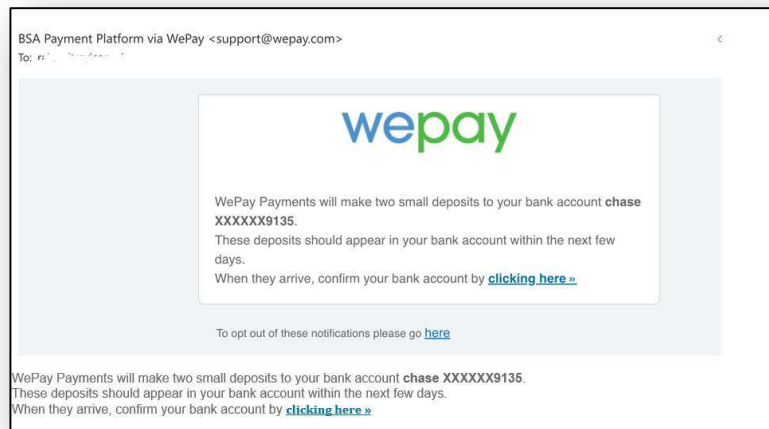 BSA Payment Platform via WePay <support@wepay.com>
To:
wepay
WePay Payments will make two small deposits to your bank account chase
XXXXXX9135.
These deposits should appear in your bank account within the next few
days.
When they arrive, confirm your bank account by clicking here »
To opt out of these notifications please go here
WePay Payments will make two small deposits to your bank account chase XXXXXX9135.
These deposits should appear in your bank account within the next few days.
When they arrive, confirm your bank account by clicking here »